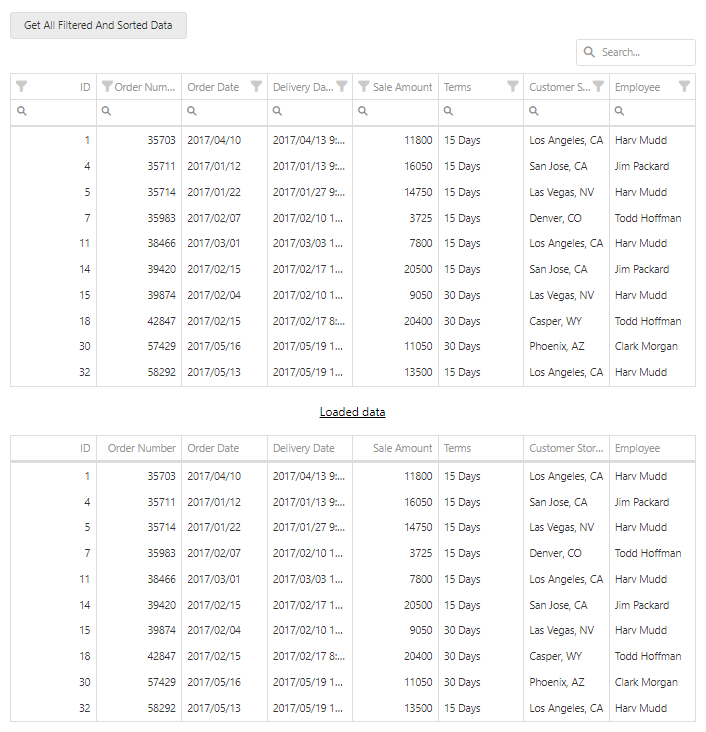 Get All Filtered And Sorted Data
Search...
ID Order Num... Order Date Delivery Da... Sale Amount Terms Customer S... Employee
1 35703 2017/04/10 2017/04/13 9:... 11800 15 Days Los Angeles, CA Harv Mudd
4 35711 2017/01/12 2017/01/13 9:... 16050 15 Days San Jose, CA Jim Packard
5 35714 2017/01/22 2017/01/27 9:... 14750 15 Days Las Vegas, NV Harv Mudd
7 35983 2017/02/07 2017/02/10 1... 3725 15 Days Denver, CO Todd Hoffman
11 38466 2017/03/01 2017/03/03 1... 7800 15 Days Los Angeles, CA Harv Mudd
14 39420 2017/02/15 2017/02/17 1... 20500 15 Days San Jose, CA Jim Packard
15 39874 2017/02/04 2017/02/10 1... 9050 30 Days Las Vegas, NV Harv Mudd
18 42847 2017/02/15 2017/02/17 8:... 20400 30 Days Casper, WY Todd Hoffman
30 57429 2017/05/16 2017/05/19 1... 11050 30 Days Phoenix, AZ Clark Morgan
32 58292 2017/05/13 2017/05/19 1... 13500 15 Days Los Angeles, CA Harv Mudd
Loaded data
ID Order Number Order Date Delivery Date Sale Amount Terms Customer Stor... Employee
1 35703 2017/04/10 2017/04/13 9:... 11800 15 Days Los Angeles, CA Harv Mudd
4 35711 2017/01/12 2017/01/13 9:... 16050 15 Days San Jose, CA Jim Packard
5 35714 2017/01/22 2017/01/27 9:... 14750 15 Days Las Vegas, NV Harv Mudd
7 35983 2017/02/07 2017/02/10 1... 3725 15 Days Denver, CO Todd Hoffman
11 38466 2017/03/01 2017/03/03 1... 7800 15 Days Los Angeles, CA Harv Mudd
14 39420 2017/02/15 2017/02/17 1... 20500 15 Days San Jose, CA Jim Packard
15 39874 2017/02/04 2017/02/10 1... 9050 30 Days Las Vegas, NV Harv Mudd
18 42847 2017/02/15 2017/02/17 8:... 20400 30 Days Casper, WY Todd Hoffman
30 57429 2017/05/16 2017/05/19 1... 11050 30 Days Phoenix, AZ Clark Morgan
32 58292 2017/05/13 2017/05/19 1... 13500 15 Days Los Angeles, CA Harv Mudd